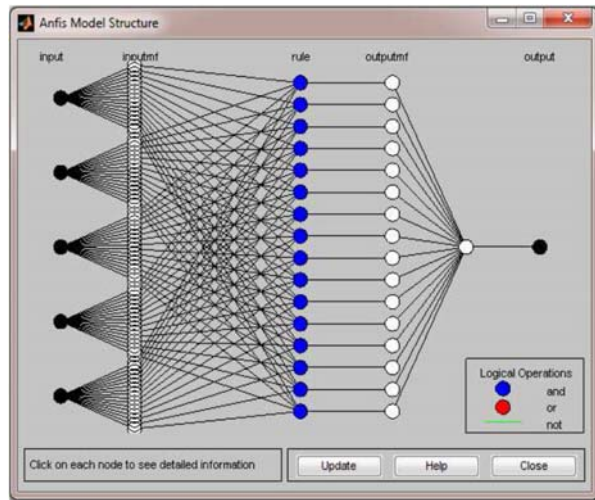 Anfis Model Structure
input inputmf rule outputmf output
Logical Operations
and
or
not
Click on each node to see detailed information
Update Help Close